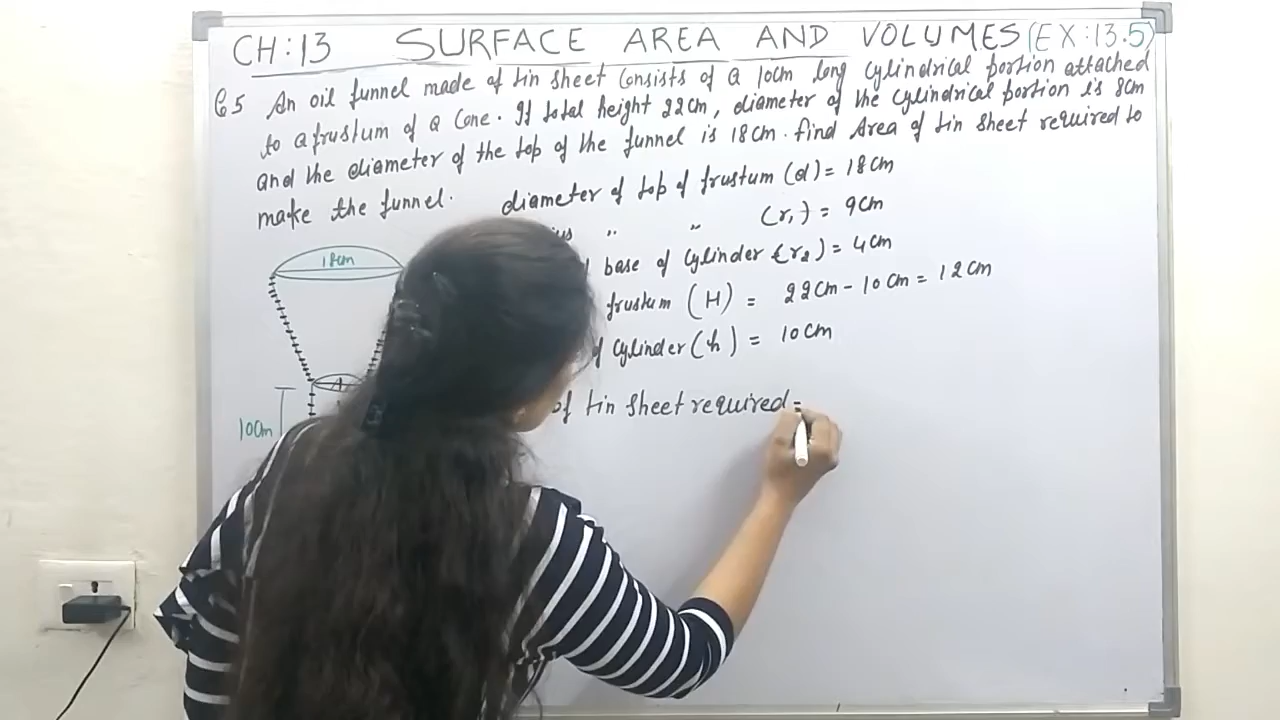 CH:13 SURFACE AREA AND VOLUMES (EX:13.5)
Q5 An oil funnel made of tin sheet consists of a 10cm long cylindrical portion attached
to a frustum of a cone. If total height 22cm, diameter of the cylindrical portion is 8cm
and the diameter of the top of the funnel is 18cm. find Area of tin sheet required to
make the funnel.
diameter of top of frustum (d) = 18cm
" " (r₁) = 9cm
base of cylinder (r₂) = 4cm
frustum (H) = 22cm - 10cm = 12cm
of cylinder (h) = 10cm
of tin sheet required =
18cm
10cm